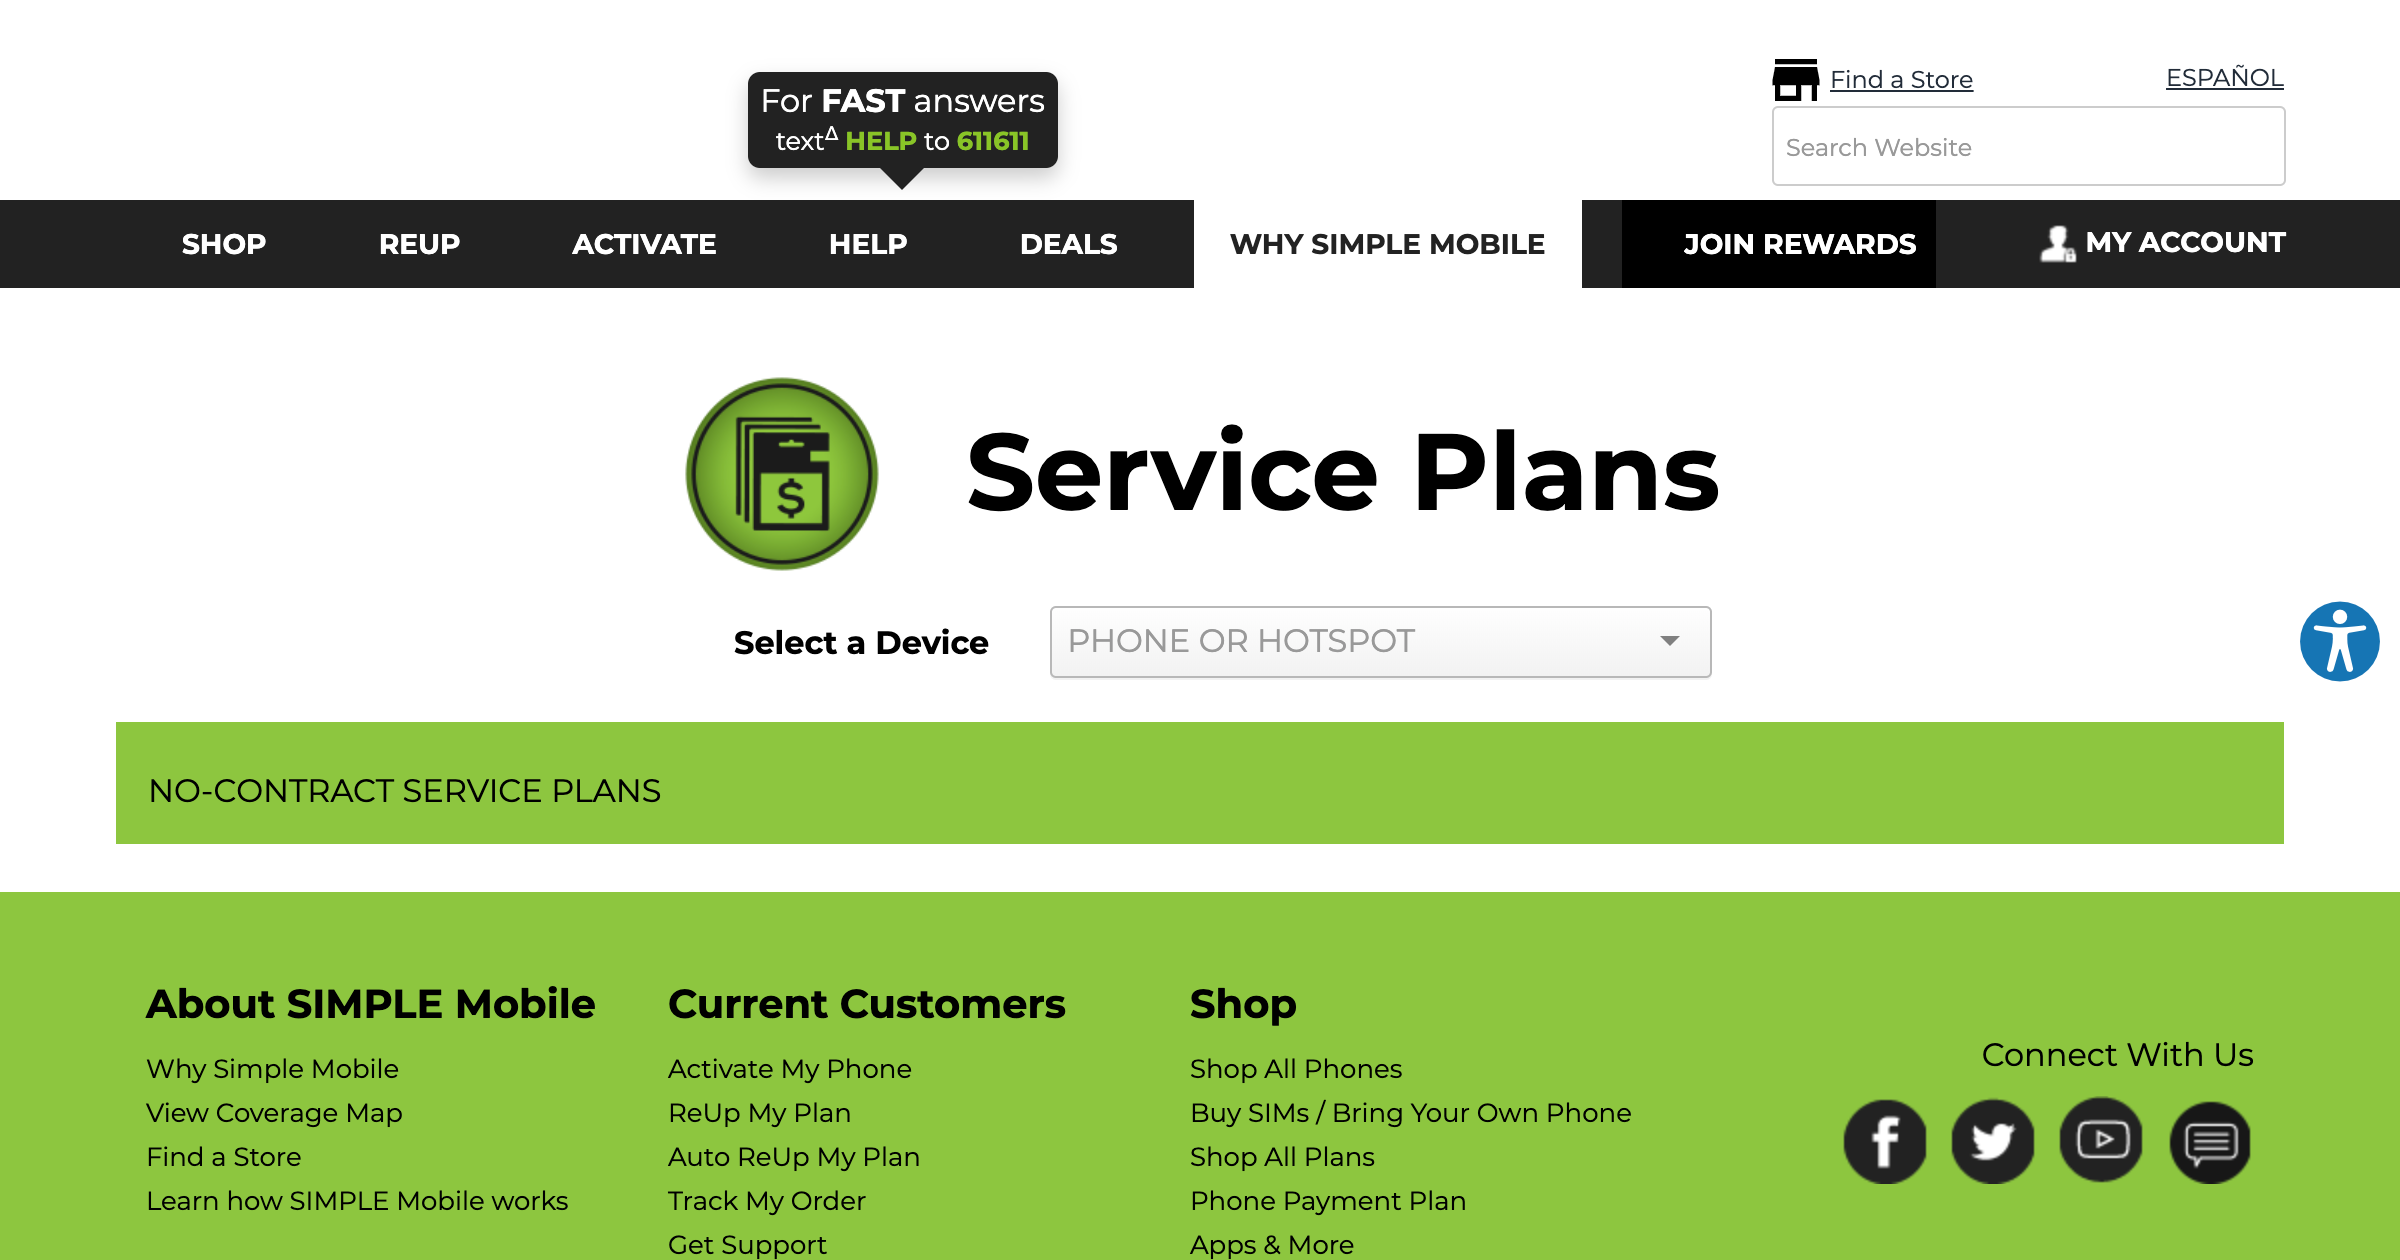 Find a Store
ESPAÑOL
For FAST answers
textΔ HELP to 611611
Search Website
SHOP
REUP
ACTIVATE
HELP
DEALS
WHY SIMPLE MOBILE
JOIN REWARDS
MY ACCOUNT
$
Service Plans
Select a Device
PHONE OR HOTSPOT
NO-CONTRACT SERVICE PLANS
About SIMPLE Mobile
Why Simple Mobile
View Coverage Map
Find a Store
Learn how SIMPLE Mobile works
Current Customers
Activate My Phone
ReUp My Plan
Auto ReUp My Plan
Track My Order
Get Support
Shop
Shop All Phones
Buy SIMs / Bring Your Own Phone
Shop All Plans
Phone Payment Plan
Apps & More
Connect With Us